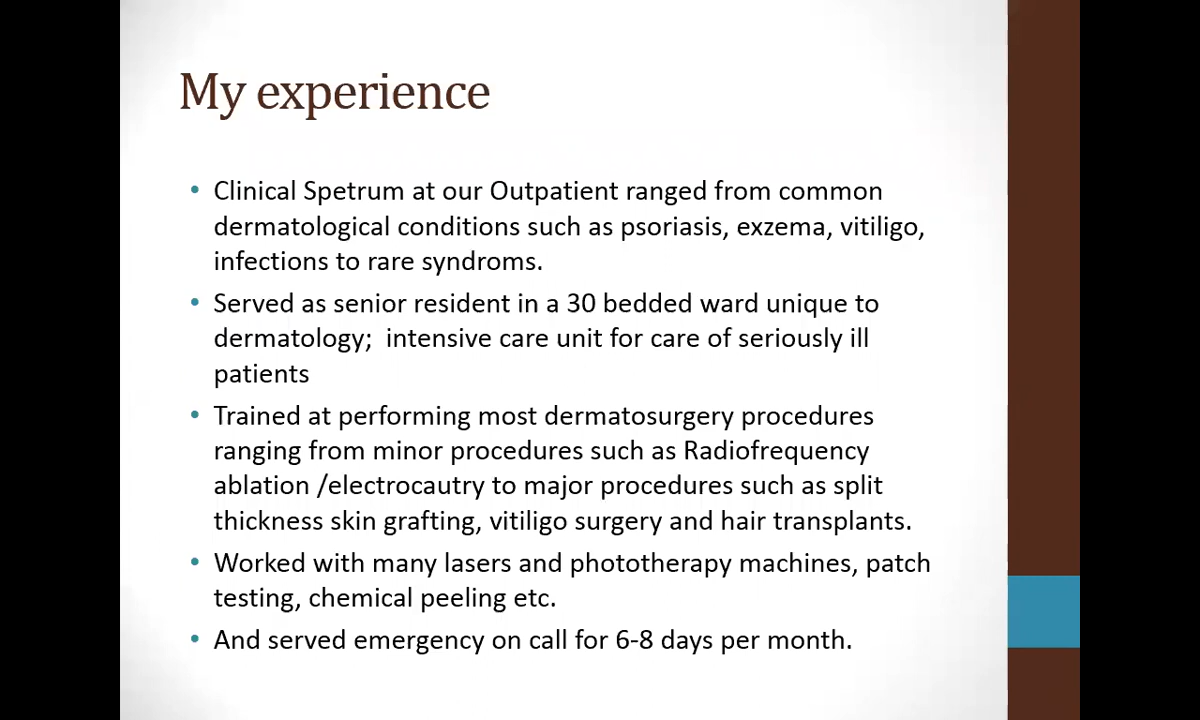 My experience
• Clinical Spetrum at our Outpatient ranged from common
dermatological conditions such as psoriasis, exzema, vitiligo,
infections to rare syndroms.
• Served as senior resident in a 30 bedded ward unique to
dermatology;  intensive care unit for care of seriously ill
patients
• Trained at performing most dermatosurgery procedures
ranging from minor procedures such as Radiofrequency
ablation /electrocautry to major procedures such as split
thickness skin grafting, vitiligo surgery and hair transplants.
• Worked with many lasers and phototherapy machines, patch
testing, chemical peeling etc.
• And served emergency on call for 6-8 days per month.